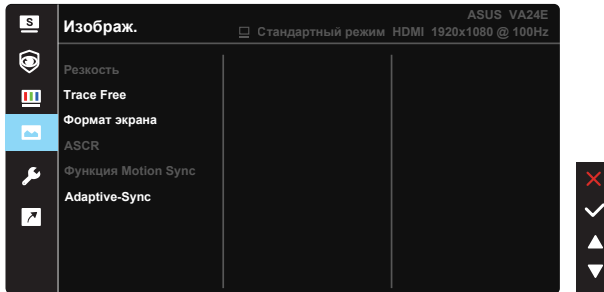 S
Изображ.
ASUS VA24E
Стандартный режим HDMI 1920x1080 @ 100Hz
Резкость
Trace Free
Формат экрана
ASCR
Функция Motion Sync
Adaptive-Sync